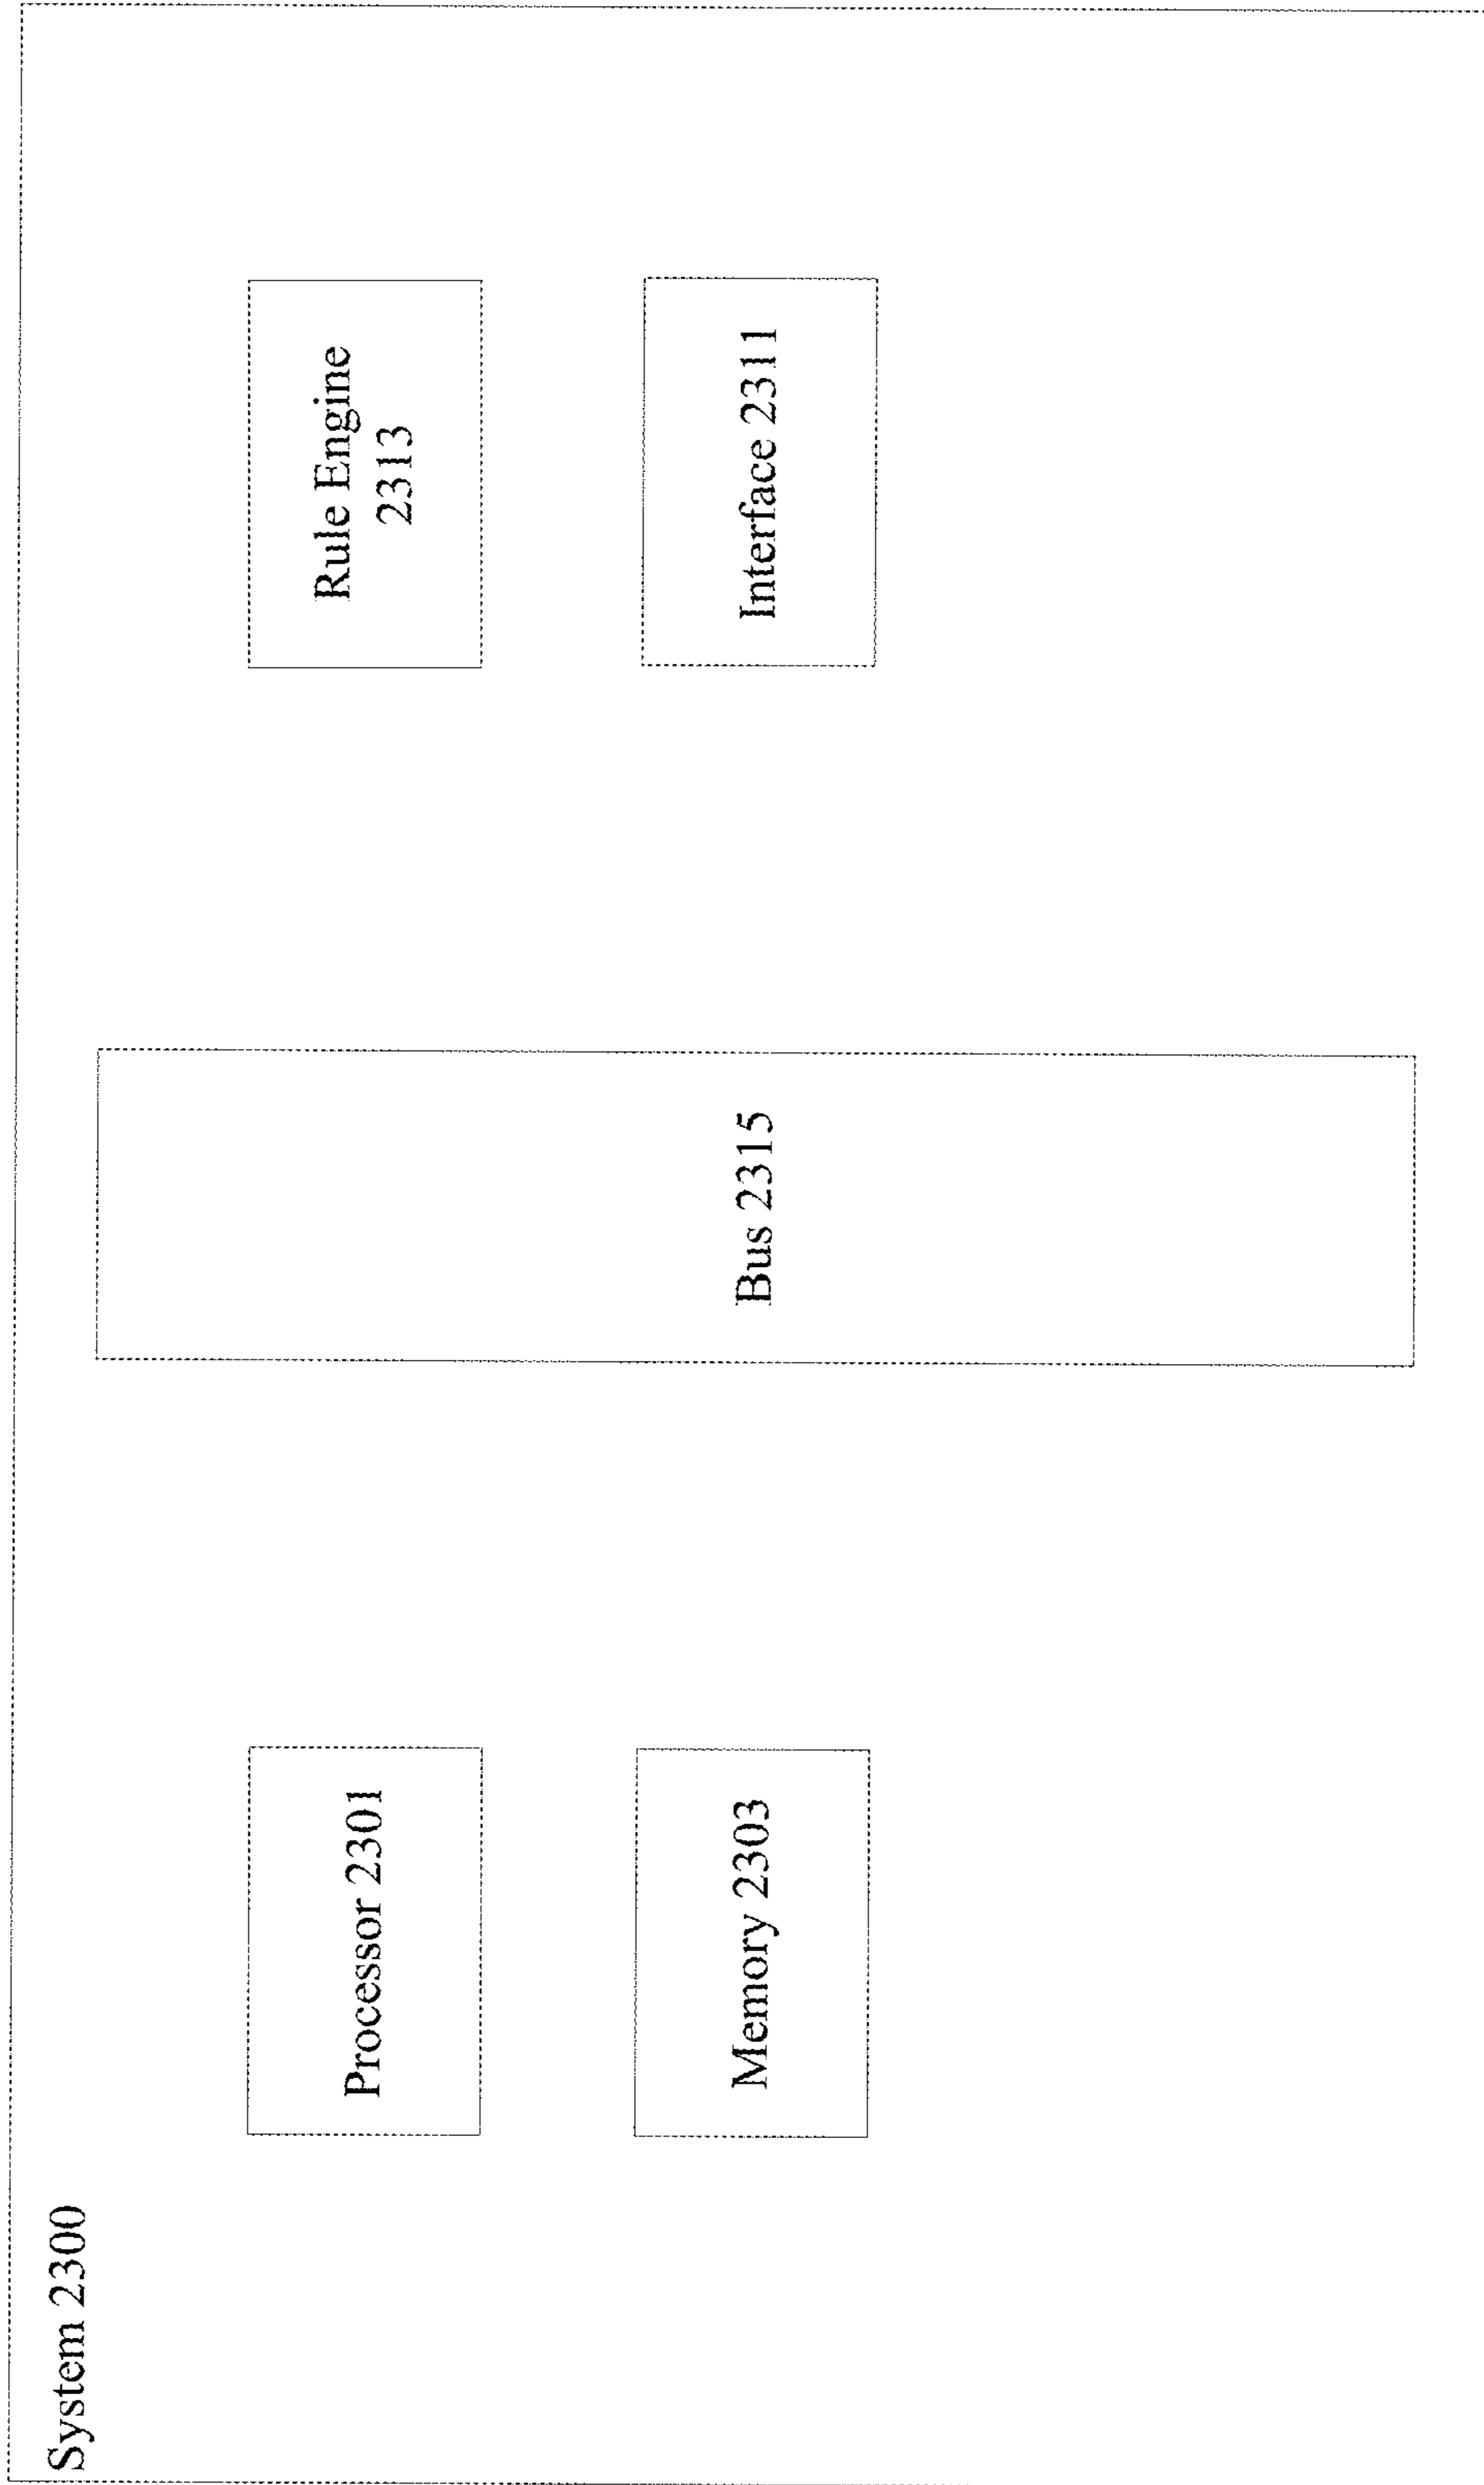 System 2300
Processor 2301
Memory 2303
Bus 2315
Rule Engine
2313
Interface 2311